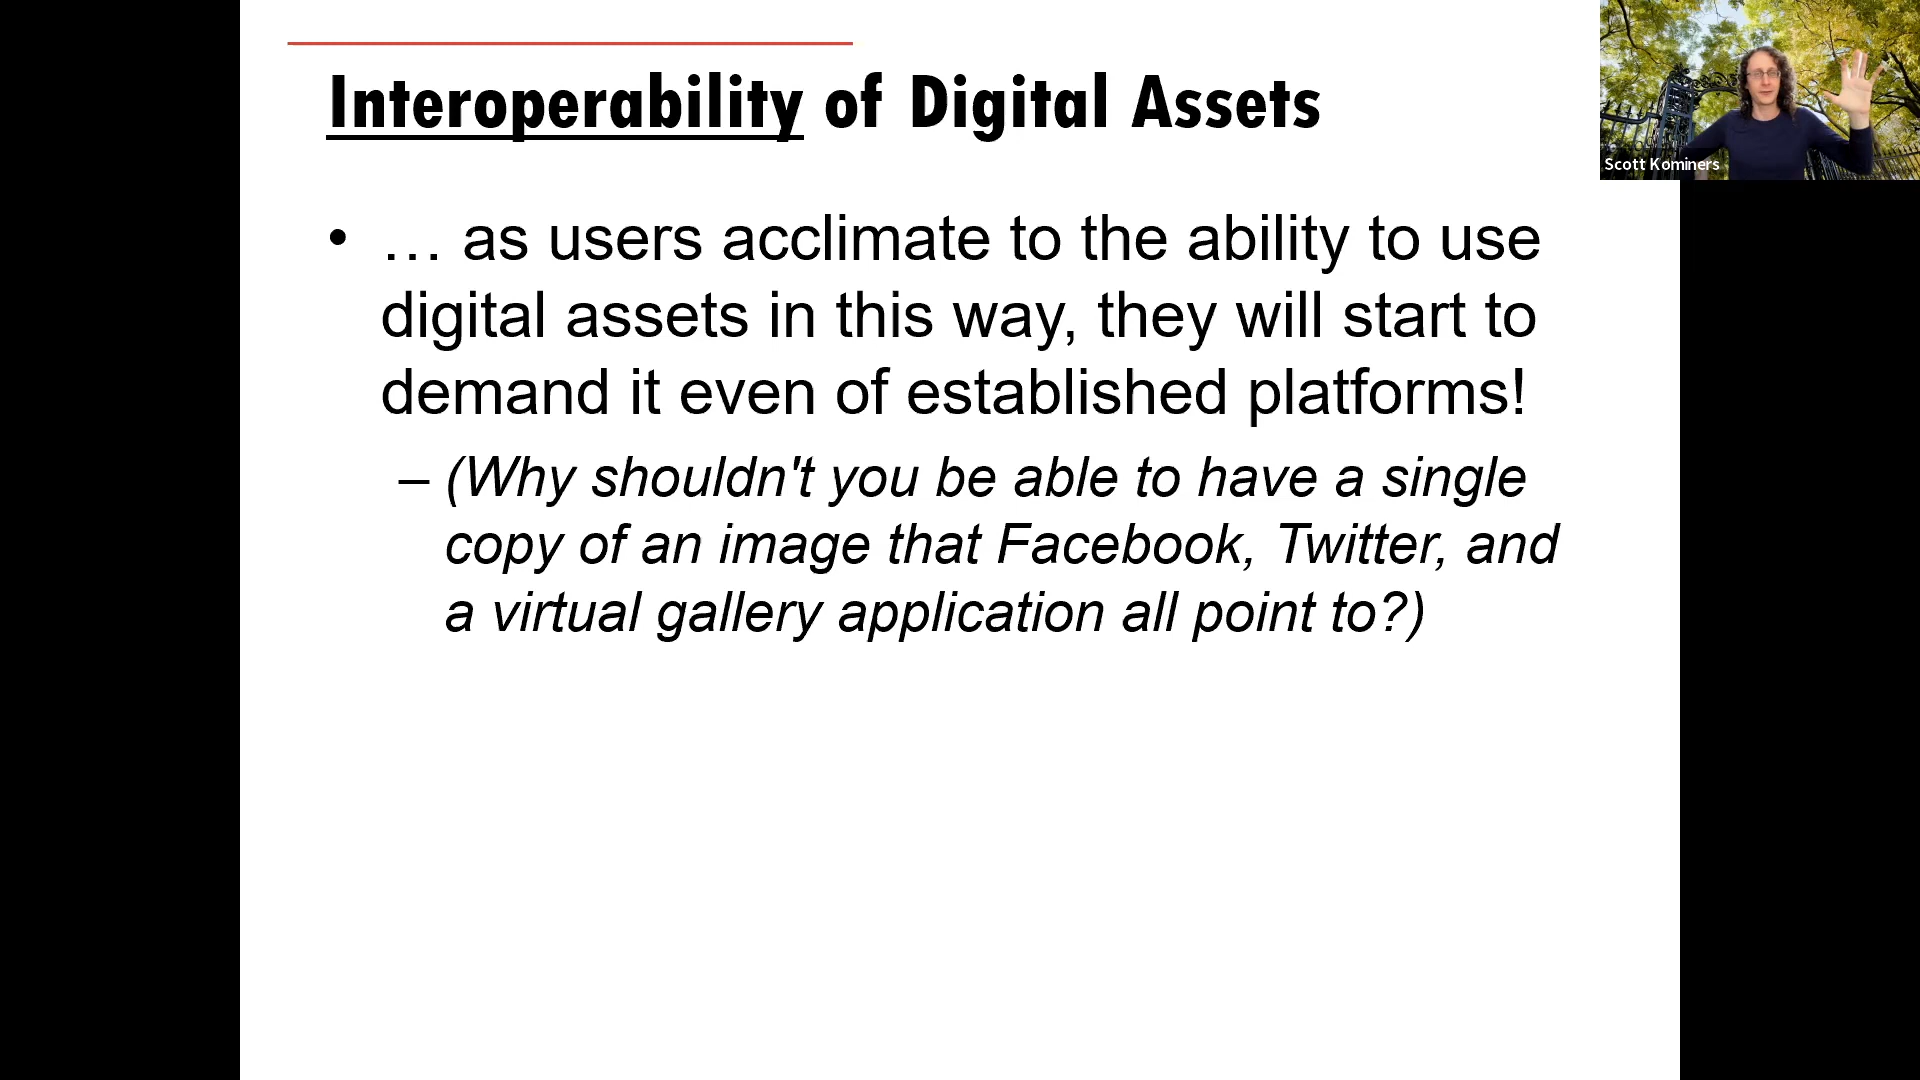 Interoperability of Digital Assets
Scott Kominers
• … as users acclimate to the ability to use
digital assets in this way, they will start to
demand it even of established platforms!
– (Why shouldn't you be able to have a single
copy of an image that Facebook, Twitter, and
a virtual gallery application all point to?)